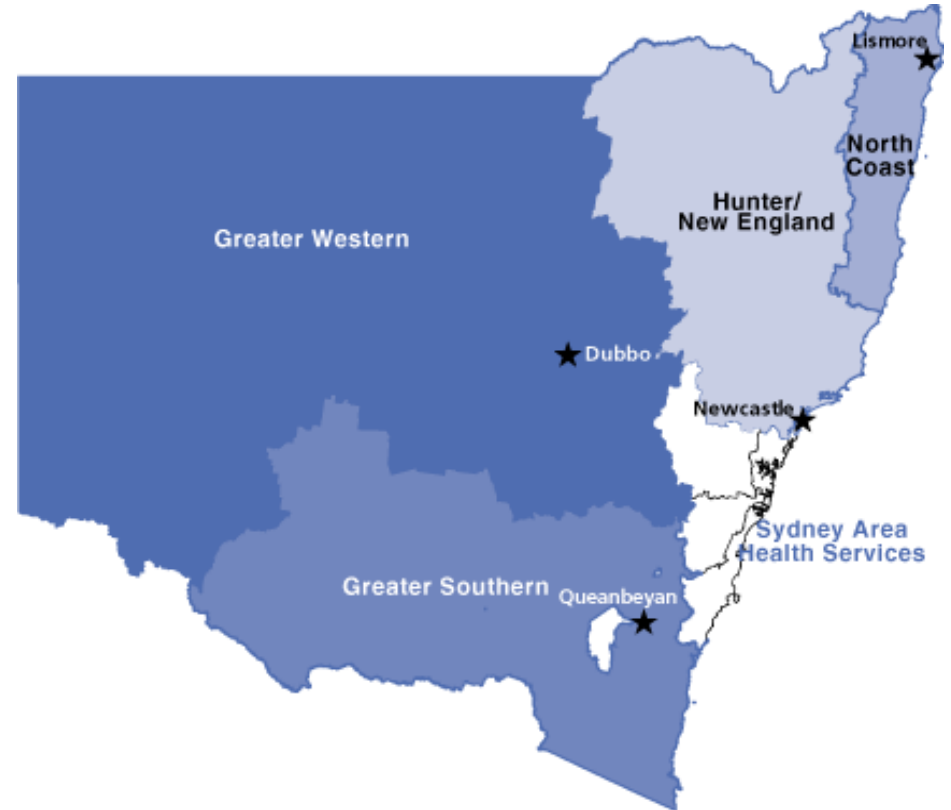 Lismore
North
Coast
Hunter/
New England
Greater Western
Dubbo
Newcastle
Sydney Area
Health Services
Greater Southern
Queanbeyan